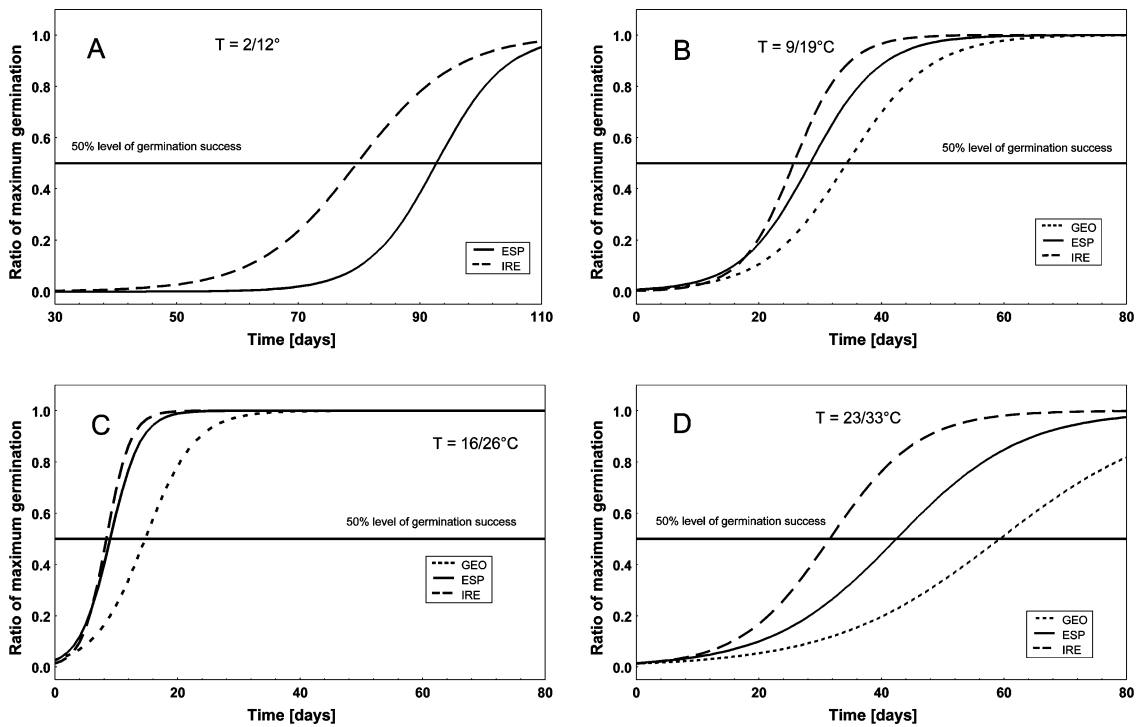 A
T = 2/12°
Ratio of maximum germination
1.0
0.8
0.6
0.4
0.2
0.0
50% level of germination success
ESP
IRE
30
50
70
90
110
Time [days]
B
T = 9/19°C
Ratio of maximum germination
1.0
0.8
0.6
0.4
0.2
0.0
50% level of germination success
GEO
ESP
IRE
0
20
40
60
80
Time [days]
C
T = 16/26°C
Ratio of maximum germination
1.0
0.8
0.6
0.4
0.2
0.0
50% level of germination success
GEO
ESP
IRE
0
20
40
60
80
Time [days]
D
T = 23/33°C
Ratio of maximum germination
1.0
0.8
0.6
0.4
0.2
0.0
50% level of germination success
GEO
ESP
IRE
0
20
40
60
80
Time [days]